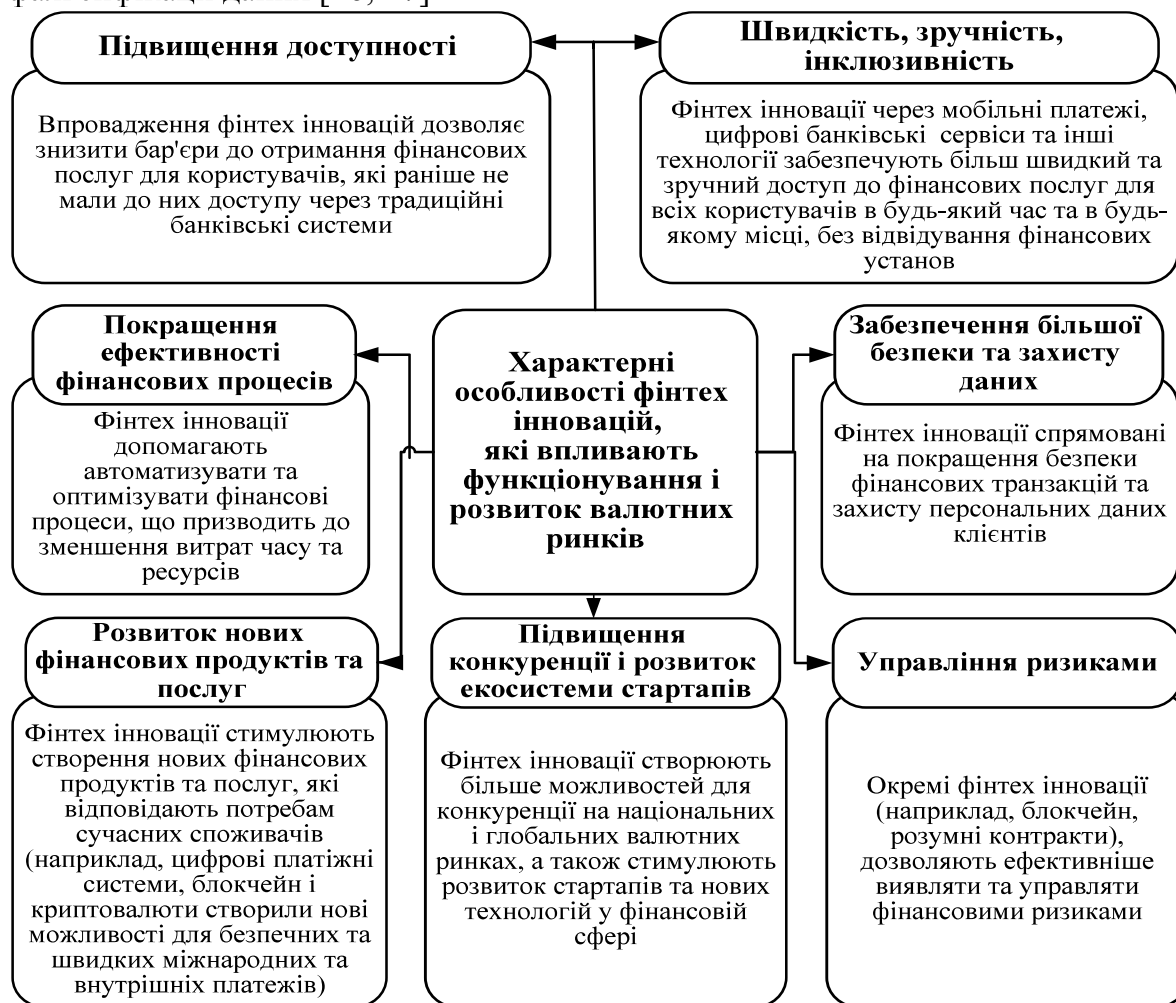 Підвищення доступності
Впровадження фінтех інновацій дозволяє
знизити бар'єри до отримання фінансових
послуг для користувачів, які раніше не
мали до них доступу через традиційні
банківські системи
Швидкість, зручність,
інклюзивність
Фінтех інновації через мобільні платежі,
цифрові банківські сервіси та інші
технології забезпечують більш швидкий та
зручний доступ до фінансових послуг для
всіх користувачів в будь-який час та в будь-
якому місці, без відвідування фінансових
установ
Покращення
ефективності
фінансових процесів
Фінтех інновації
допомагають
автоматизувати та
оптимізувати фінансові
процеси, що призводить до
зменшення витрат часу та
ресурсів
Характерні
особливості фінтех
інновацій,
які впливають
функціонування і
розвиток валютних
ринків
Забезпечення більшої
безпеки та захисту
даних
Фінтех інновації спрямовані
на покращення безпеки
фінансових транзакцій та
захисту персональних даних
клієнтів
Розвиток нових
фінансових продуктів та
послуг
Фінтех інновації стимулюють
створення нових фінансових
продуктів та послуг, які
відповідають потребам
сучасних споживачів
(наприклад, цифрові платіжні
системи, блокчейн і
криптовалюти створили нові
можливості для безпечних та
швидких міжнародних та
внутрішніх платежів)
Підвищення
конкуренції і розвиток
екосистеми стартапів
Фінтех інновації створюють
більше можливостей для
конкуренції на національних
і глобальних валютних
ринках, а також стимулюють
розвиток стартапів та нових
технологій у фінансовій
сфері
Управління ризиками
Окремі фінтех інновації
(наприклад, блокчейн,
розумні контракти),
дозволяють ефективніше
виявляти та управляти
фінансовими ризиками